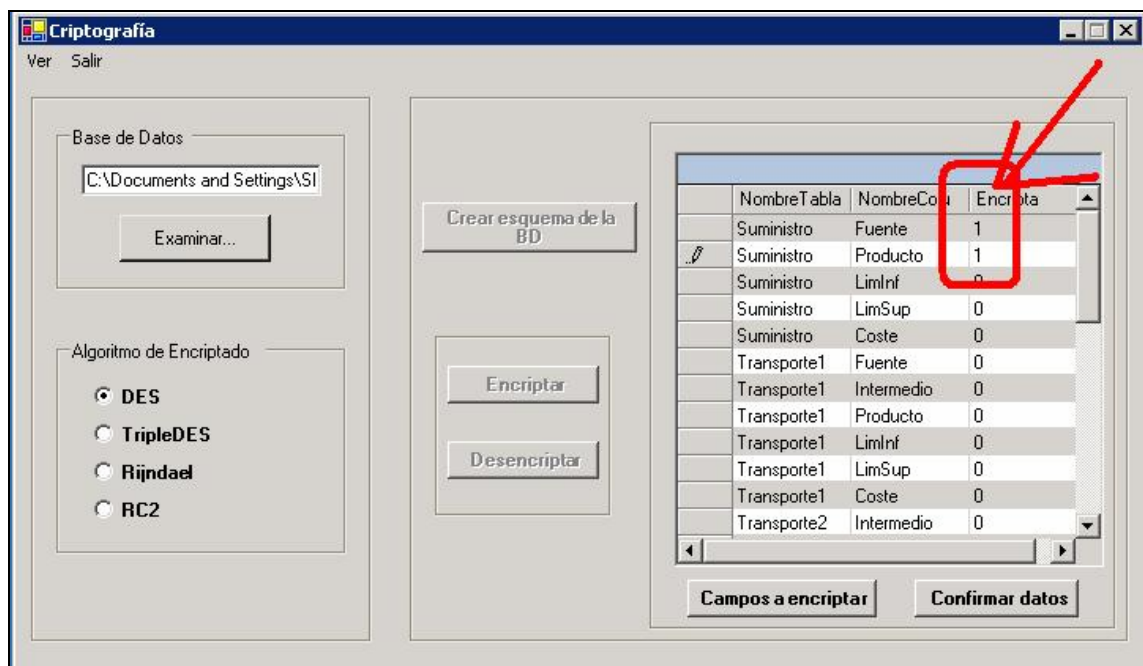 Criptografía
Ver Salir
Base de Datos
C:\Documents and Settings\SI
Examinar...
Algoritmo de Encriptado
DES
TripleDES
Rijndael
RC2
Crear esquema de la
BD
Encriptar
Desencriptar
NombreTabla NombreColu Encripta
Suministro Fuente 1
Suministro Producto 1
Suministro LimInf 0
Suministro LimSup 0
Suministro Coste 0
Transporte1 Fuente 0
Transporte1 Intermedio 0
Transporte1 Producto 0
Transporte1 LimInf 0
Transporte1 LimSup 0
Transporte1 Coste 0
Transporte2 Intermedio 0
Campos a encriptar Confirmar datos